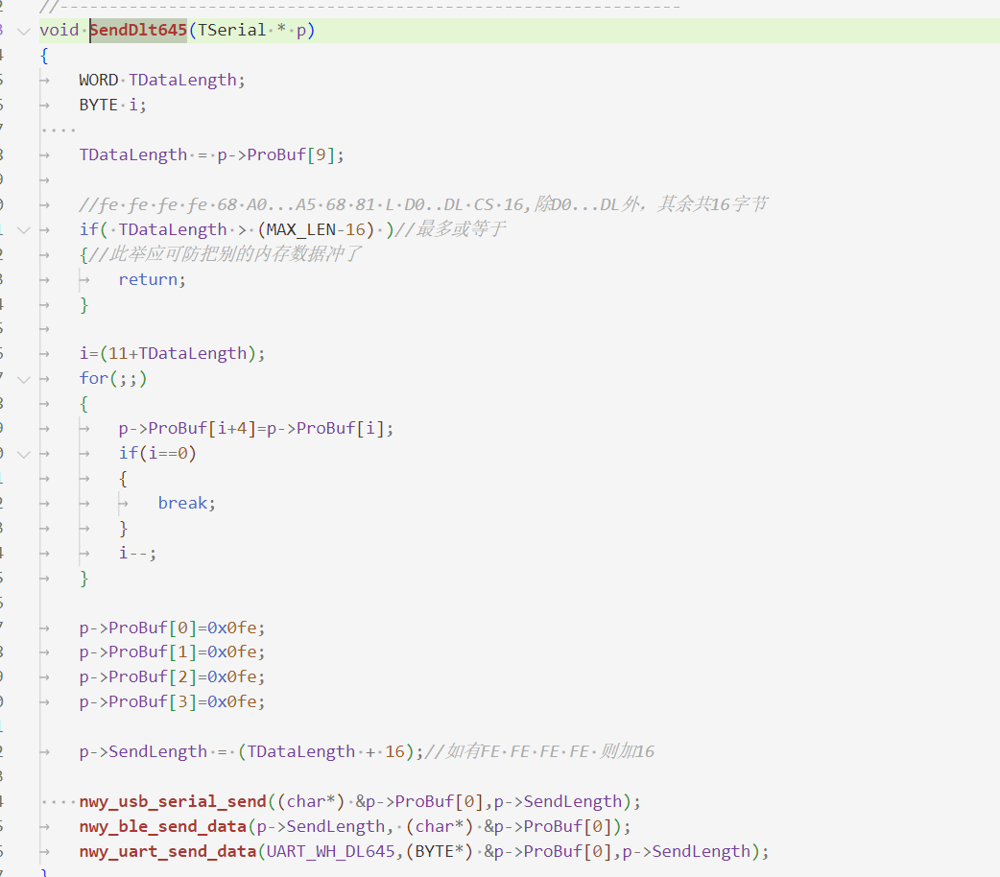 //---------------------------------------------------------------
void SendDlt645(TSerial * p)
{
WORD TDataLength;
BYTE i;
TDataLength = p->ProBuf[9];
//fe fe fe fe 68 A0...A5 68 81 L D0..DL CS 16,除D0...DL外，其余共16字节
if( TDataLength > (MAX_LEN-16) )//最多或等于
{//此举应可防把别的内存数据冲了
return;
}
i=(11+TDataLength);
for(;;)
{
p->ProBuf[i+4]=p->ProBuf[i];
if(i==0)
{
break;
}
i--;
}
p->ProBuf[0]=0x0fe;
p->ProBuf[1]=0x0fe;
p->ProBuf[2]=0x0fe;
p->ProBuf[3]=0x0fe;
p->SendLength = (TDataLength + 16);//如有FE FE FE FE 则加16
nwy_usb_serial_send((char*) &p->ProBuf[0],p->SendLength);
nwy_ble_send_data(p->SendLength, (char*) &p->ProBuf[0]);
nwy_uart_send_data(UART_WH_DL645,(BYTE*) &p->ProBuf[0],p->SendLength);
}